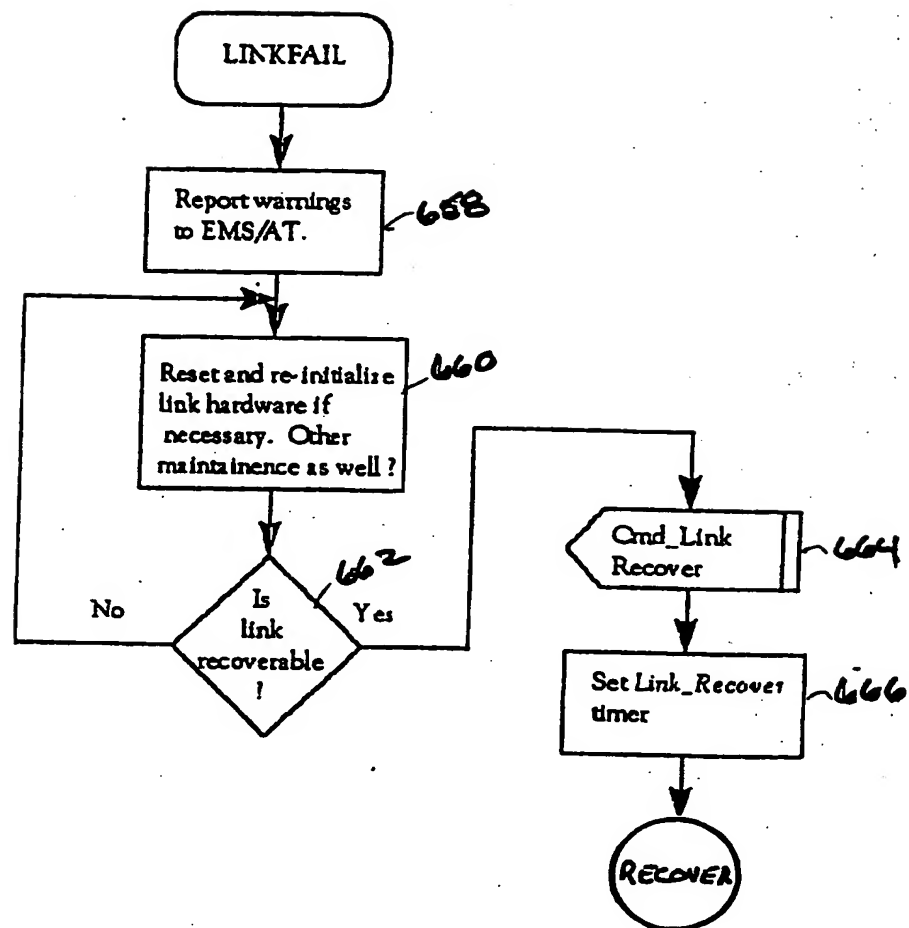 LINKFAIL
Report warnings
to EMS/AT.
658
Reset and re-initialize
link hardware if
necessary. Other
maintainence as well ?
660
662
Is
link
recoverable
?
No
Yes
Cmd_Link
Recover
664
Set Link_Recover
timer
666
RECOVER